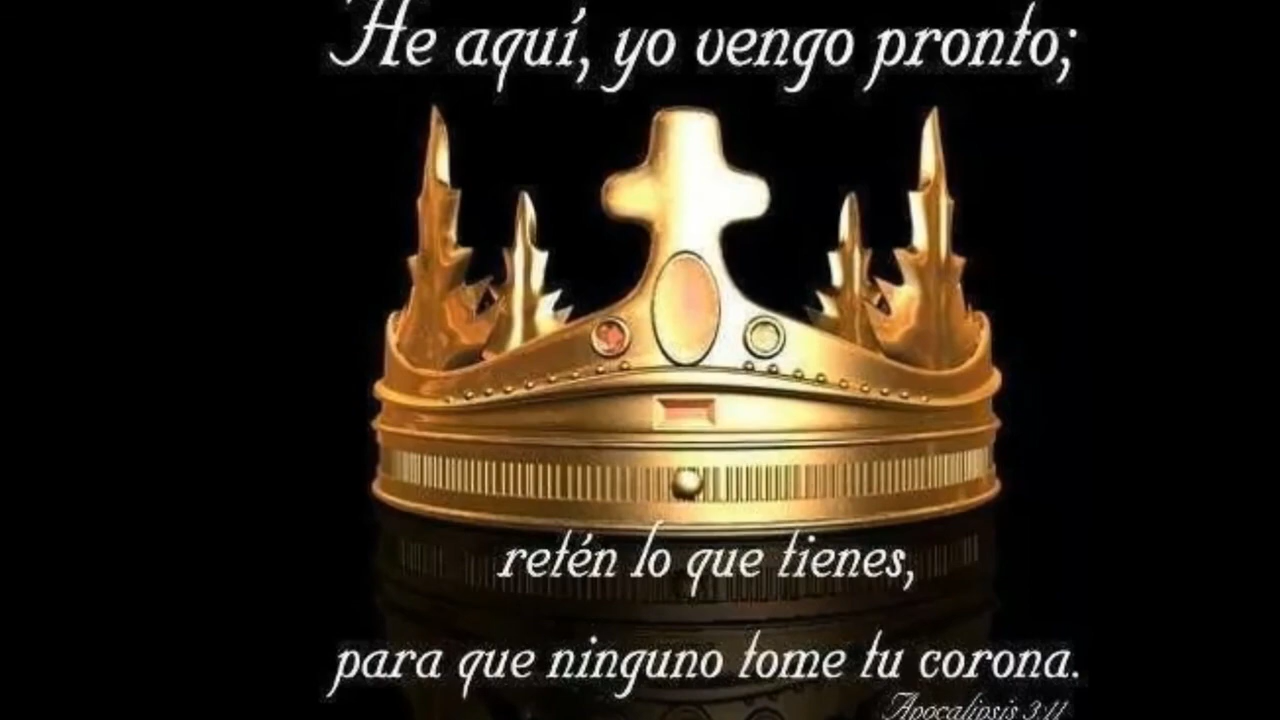 He aquí, yo vengo pronto;
retén lo que tienes,
para que ninguno tome tu corona.
Apocalipsis 3:11